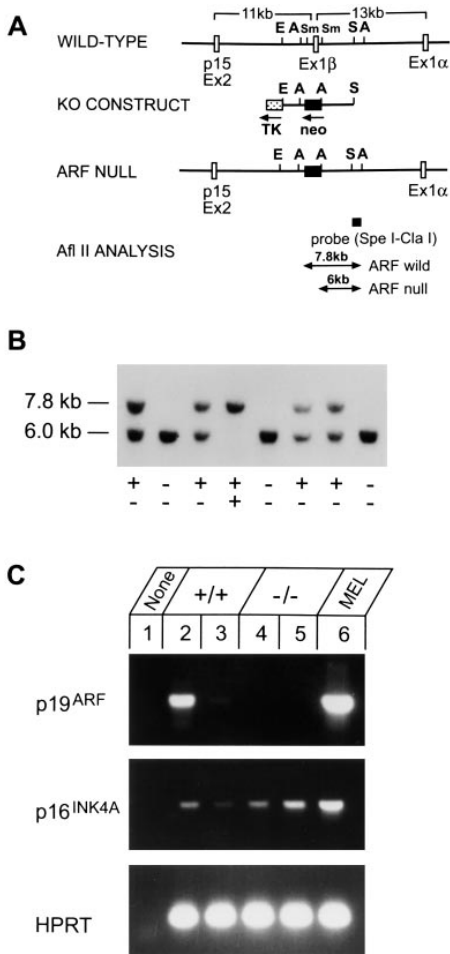 A
11kb 13kb
E A Sm Sm S A
WILD-TYPE
p15 Ex1β Ex1α
Ex2
E A A S
KO CONSTRUCT
TK neo
A A S A
ARF NULL
p15 Ex1α
Ex2
probe (Spe I-Cla I)
Afl II ANALYSIS
7.8kb ARF wild
6kb ARF null
B
7.8 kb —
6.0 kb —
+ - + + - + + -
- - - + - - - -
C
None +/+ -/- MEL
1 2 3 4 5 6
p19ARF
p16INK4A
HPRT